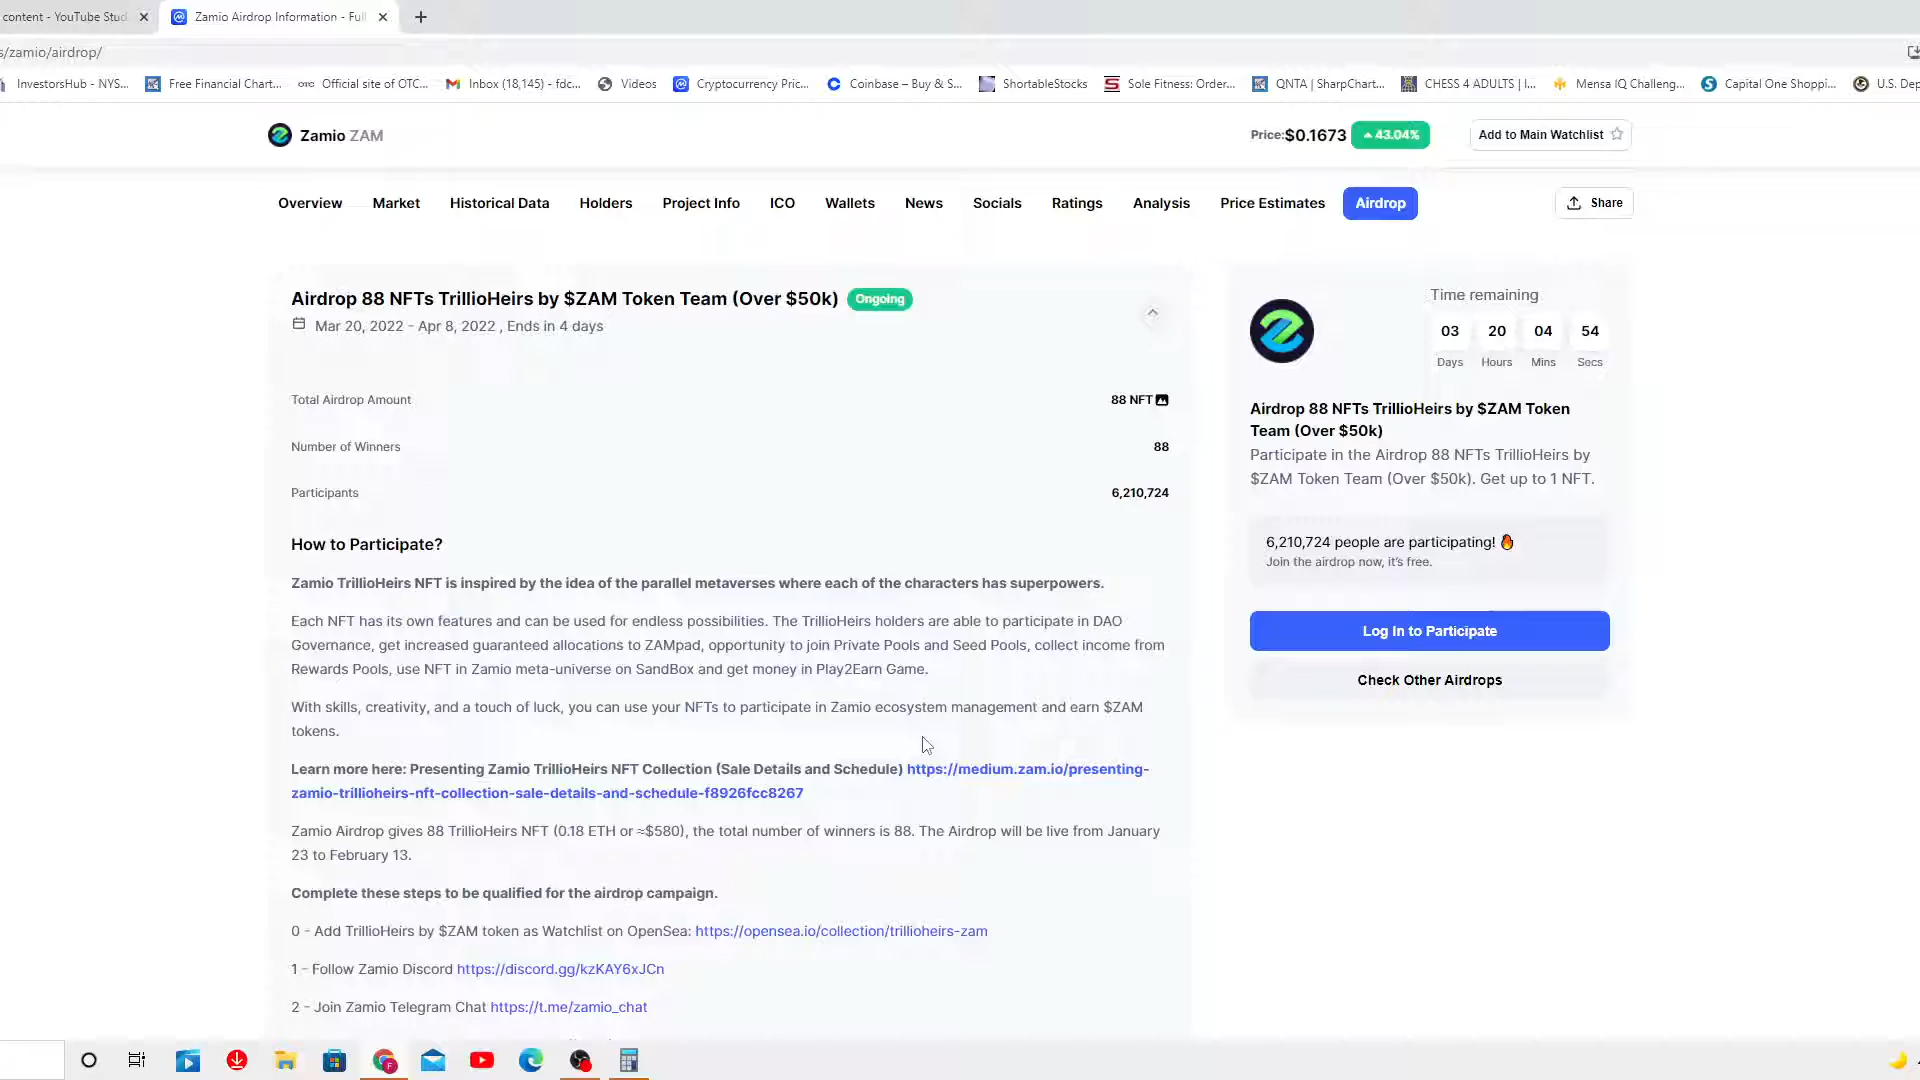 content - YouTube Stud
Zamio Airdrop Information - Full
s/zamio/airdrop/
InvestorsHub - NYS...
Free Financial Chart...
OTC Official site of OTC...
Inbox (18,145) - fdc...
Videos
Cryptocurrency Pric...
Coinbase – Buy & S...
ShortableStocks
Sole Fitness: Order...
QNTA | SharpChart...
CHESS 4 ADULTS | I...
Mensa IQ Challeng...
Capital One Shoppi...
U.S. Dep
Zamio ZAM
Price:$0.1673 43.04%
Add to Main Watchlist
Overview
Market
Historical Data
Holders
Project Info
ICO
Wallets
News
Socials
Ratings
Analysis
Price Estimates
Airdrop
Share
Airdrop 88 NFTs TrillioHeirs by $ZAM Token Team (Over $50k) Ongoing
Mar 20, 2022 - Apr 8, 2022 , Ends in 4 days
Total Airdrop Amount 88 NFT
Number of Winners 88
Participants 6,210,724
How to Participate?
Zamio TrillioHeirs NFT is inspired by the idea of the parallel metaverses where each of the characters has superpowers.
Each NFT has its own features and can be used for endless possibilities. The TrillioHeirs holders are able to participate in DAO
Governance, get increased guaranteed allocations to ZAMpad, opportunity to join Private Pools and Seed Pools, collect income from
Rewards Pools, use NFT in Zamio meta-universe on SandBox and get money in Play2Earn Game.
With skills, creativity, and a touch of luck, you can use your NFTs to participate in Zamio ecosystem management and earn $ZAM
tokens.
Learn more here: Presenting Zamio TrillioHeirs NFT Collection (Sale Details and Schedule) https://medium.zam.io/presenting-
zamio-trillioheirs-nft-collection-sale-details-and-schedule-f8926fcc8267
Zamio Airdrop gives 88 TrillioHeirs NFT (0.18 ETH or ≈$580), the total number of winners is 88. The Airdrop will be live from January
23 to February 13.
Complete these steps to be qualified for the airdrop campaign.
0 - Add TrillioHeirs by $ZAM token as Watchlist on OpenSea: https://opensea.io/collection/trillioheirs-zam
1 - Follow Zamio Discord https://discord.gg/kzKAY6xJCn
2 - Join Zamio Telegram Chat https://t.me/zamio_chat
Time remaining
03 20 04 54
Days Hours Mins Secs
Airdrop 88 NFTs TrillioHeirs by $ZAM Token
Team (Over $50k)
Participate in the Airdrop 88 NFTs TrillioHeirs by
$ZAM Token Team (Over $50k). Get up to 1 NFT.
6,210,724 people are participating! 🔥
Join the airdrop now, it's free.
Log In to Participate
Check Other Airdrops